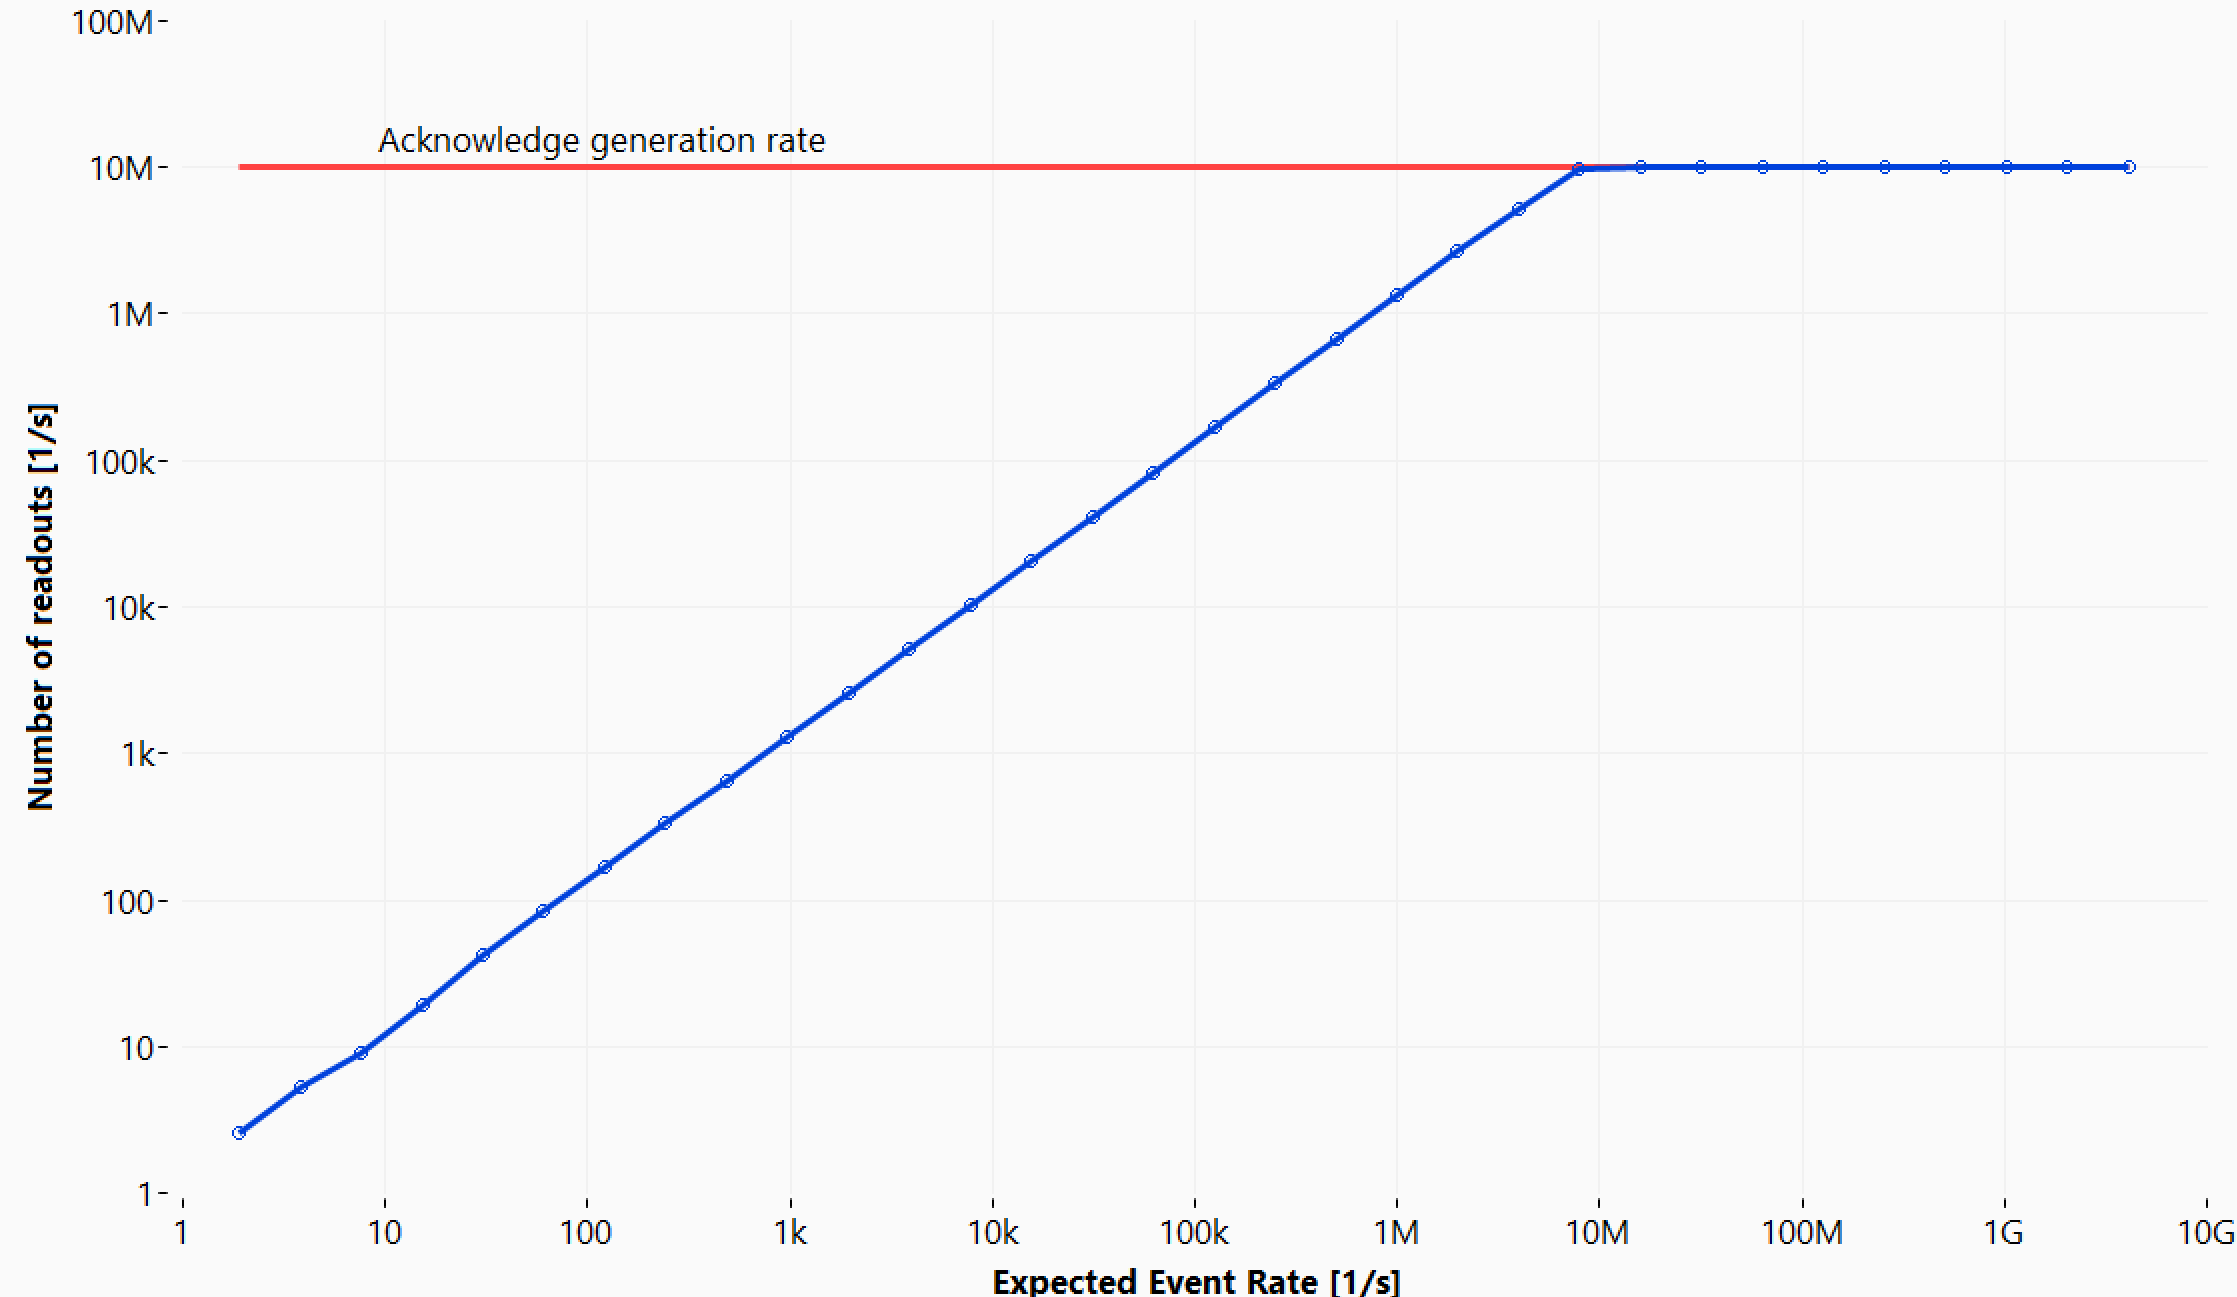 100M
Acknowledge generation rate
10M
1M
100k
10k
1k
100
10
1
Number of readouts [1/s]
1 10 100 1k 10k 100k 1M 10M 100M 1G 10G
Expected Event Rate [1/s]